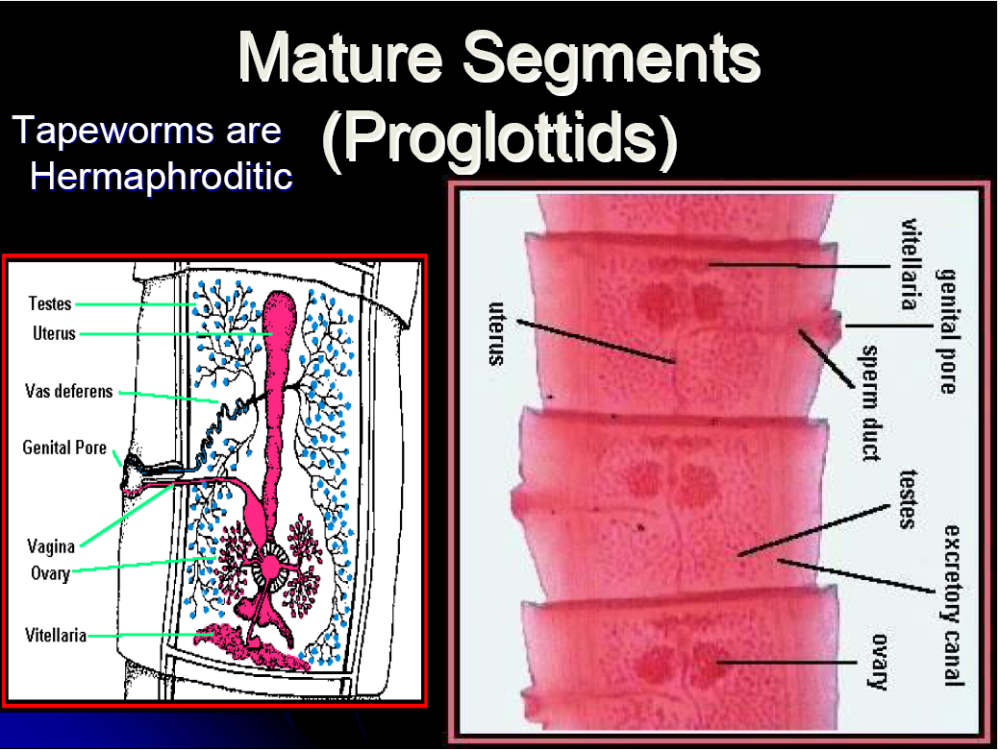 Mature Segments
(Proglottids)
Tapeworms are
Hermaphroditic
Testes
Uterus
Vas deferens
Genital Pore
Vagina
Ovary
Vitellaria
uterus
vitellaria
genital pore
sperm duct
testes
excretory canal
ovary